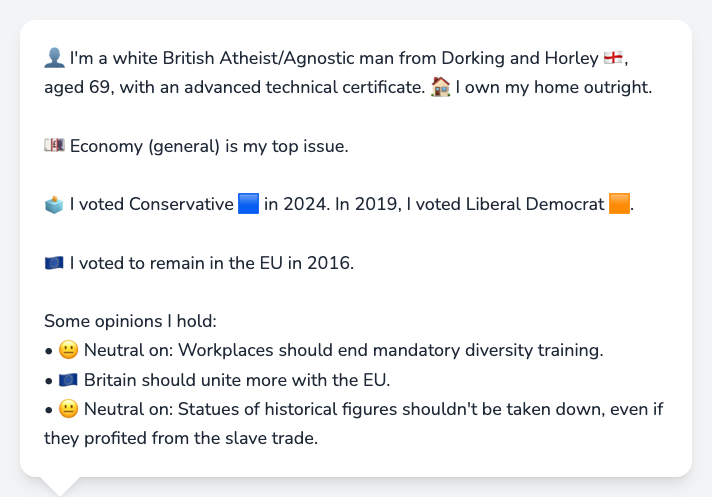 👤 I'm a white British Atheist/Agnostic man from Dorking and Horley 🏴󠁧󠁢󠁥󠁮󠁧󠁿,
aged 69, with an advanced technical certificate. 🏠 I own my home outright.
💷 Economy (general) is my top issue.
🗳️ I voted Conservative 🟦 in 2024. In 2019, I voted Liberal Democrat 🟧.
🇪🇺 I voted to remain in the EU in 2016.
Some opinions I hold:
• 😐 Neutral on: Workplaces should end mandatory diversity training.
• 🇪🇺 Britain should unite more with the EU.
• 😐 Neutral on: Statues of historical figures shouldn't be taken down, even if
they profited from the slave trade.